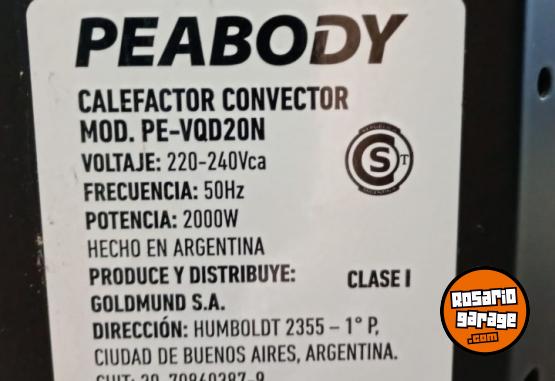 PEABODY
CALEFACTOR CONVECTOR
MOD. PE-VQD20N
VOLTAJE: 220-240Vca
FRECUENCIA: 50Hz
POTENCIA: 2000W
HECHO EN ARGENTINA
PRODUCE Y DISTRIBUYE:
GOLDMUND S.A.
DIRECCIÓN: HUMBOLDT 2355 – 1° P,
CIUDAD DE BUENOS AIRES, ARGENTINA.
S
T
CLASE I
Rosario
garage
.com